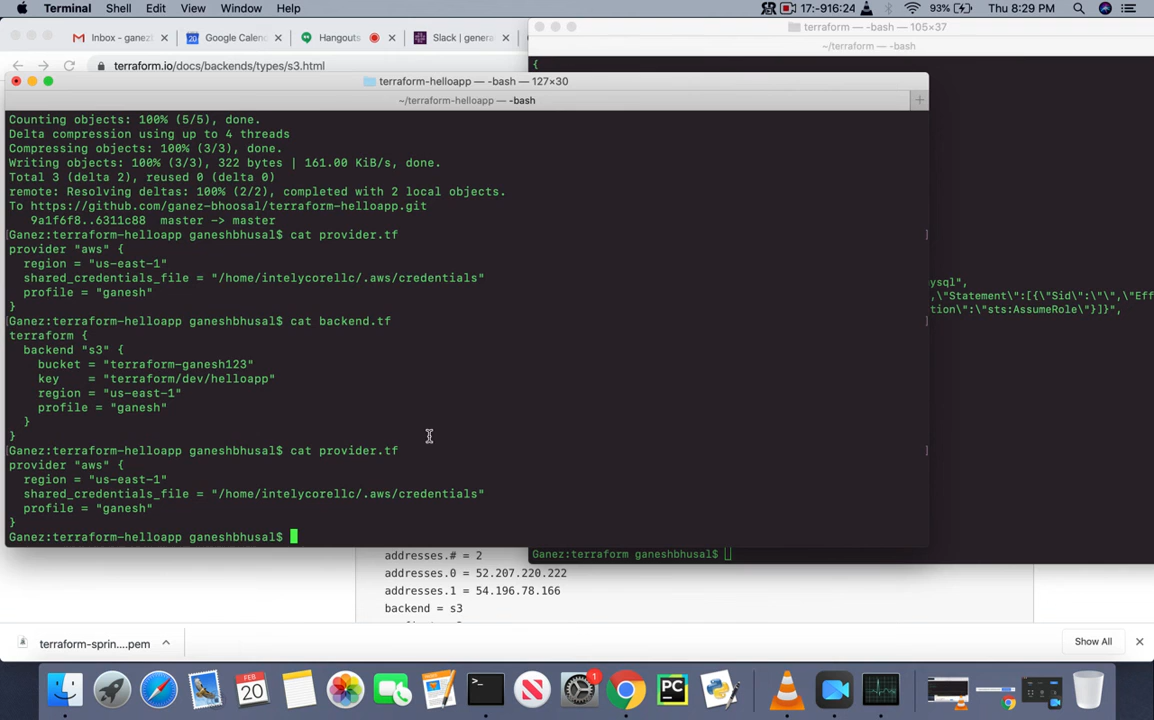 Terminal Shell Edit View Window Help
17:-916:24 93% Thu 8:29 PM
Inbox - ganez
Google Calen
Hangouts
Slack | genera
terraform — -bash — 105×37
~/terraform — -bash
terraform.io/docs/backends/types/s3.html
{
terraform-helloapp — -bash — 127×30
~/terraform-helloapp — -bash
Counting objects: 100% (5/5), done.
Delta compression using up to 4 threads
Compressing objects: 100% (3/3), done.
Writing objects: 100% (3/3), 322 bytes | 161.00 KiB/s, done.
Total 3 (delta 2), reused 0 (delta 0)
remote: Resolving deltas: 100% (2/2), completed with 2 local objects.
To https://github.com/ganez-bhoosal/terraform-helloapp.git
9a1f6f8..6311c88 master -> master
[Ganez:terraform-helloapp ganeshbhusal$ cat provider.tf ]
provider "aws" {
region = "us-east-1"
shared_credentials_file = "/home/intelycorellc/.aws/credentials"
profile = "ganesh"
}
[Ganez:terraform-helloapp ganeshbhusal$ cat backend.tf ]
terraform {
backend "s3" {
bucket = "terraform-ganesh123"
key = "terraform/dev/helloapp"
region = "us-east-1"
profile = "ganesh"
}
}
[Ganez:terraform-helloapp ganeshbhusal$ cat provider.tf ]
provider "aws" {
region = "us-east-1"
shared_credentials_file = "/home/intelycorellc/.aws/credentials"
profile = "ganesh"
}
Ganez:terraform-helloapp ganeshbhusal$
ysql",
,\"Statement\":[{\"Sid\":\"\",\"Eff
ction\":\"sts:AssumeRole\"}]}",
Ganez:terraform ganeshbhusal$
addresses.# = 2
addresses.0 = 52.207.220.222
addresses.1 = 54.196.78.166
backend = s3
terraform-sprin....pem
Show All
FEB
20
1
PC